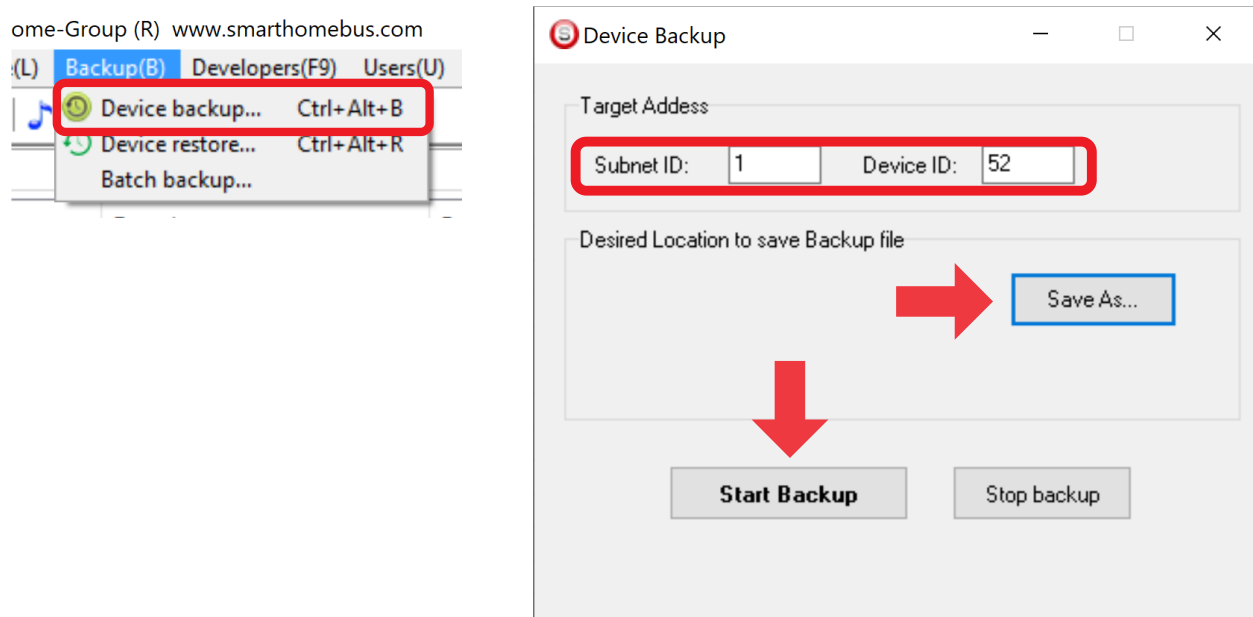 ome-Group (R) www.smarthomebus.com
(L) Backup(B) Developers(F9) Users(U)
Device backup... Ctrl+Alt+B
Device restore... Ctrl+Alt+R
Batch backup...
S Device Backup
Target Addess
Subnet ID: 1 Device ID: 52
Desired Location to save Backup file
Save As...
Start Backup Stop backup